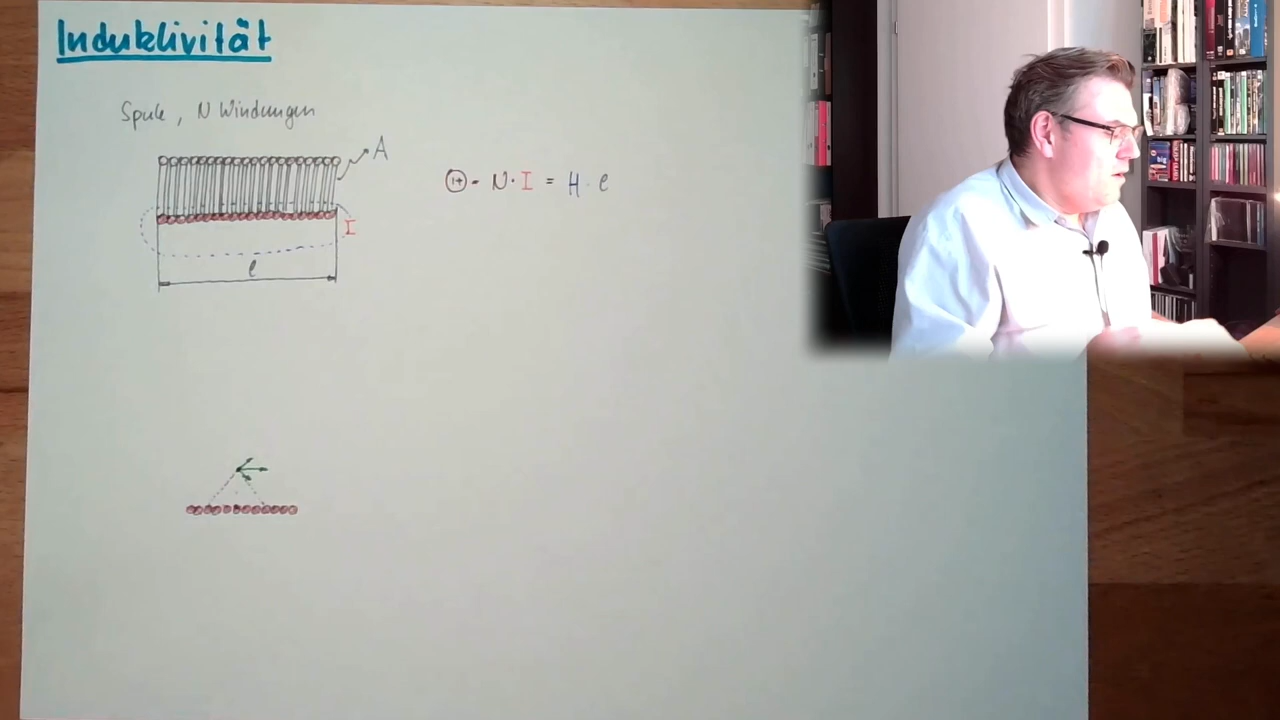 Induktivität
Spule, N Windungen
A
Θ = N · I = H · l
I
l